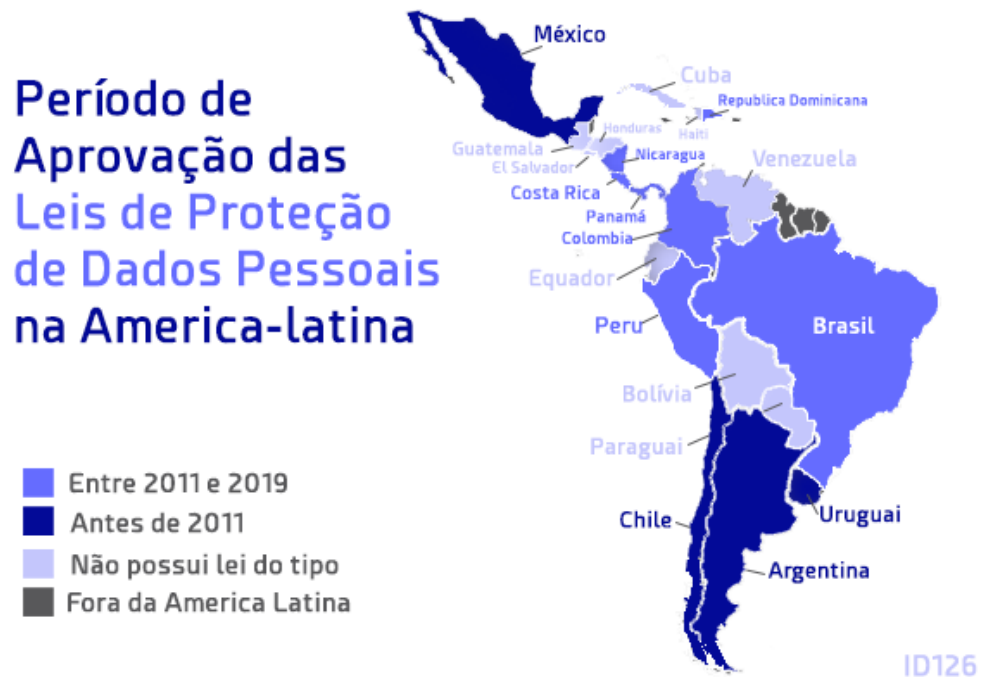 Período de
Aprovação das
Leis de Proteção
de Dados Pessoais
na America-latina
México
Cuba
Republica Dominicana
Honduras
Haiti
Guatemala
Nicaragua
Venezuela
El Salvador
Costa Rica
Panamá
Colombia
Equador
Peru
Brasil
Bolívia
Paraguai
Chile
Uruguai
Argentina
Entre 2011 e 2019
Antes de 2011
Não possui lei do tipo
Fora da America Latina
ID126